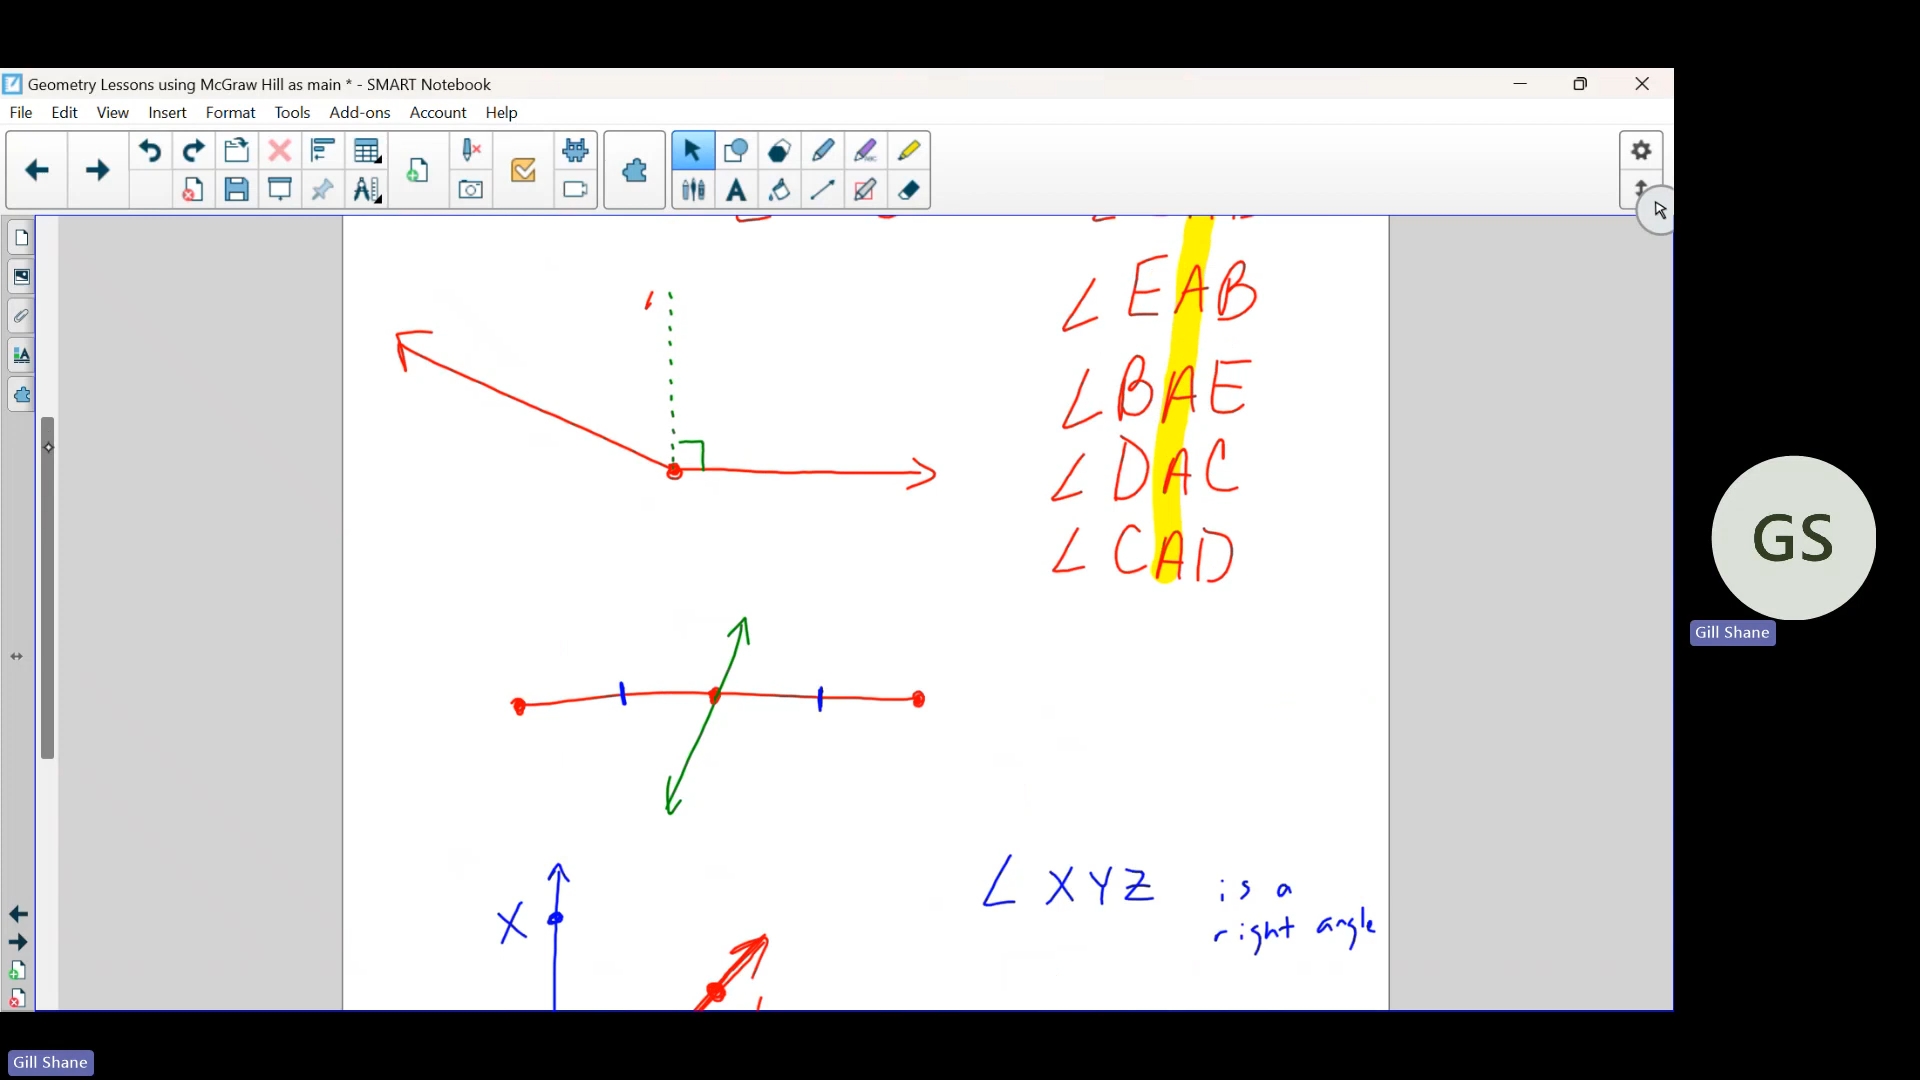 Geometry Lessons using McGraw Hill as main * - SMART Notebook
File Edit View Insert Format Tools Add-ons Account Help
∠ EAB
∠ BAE
∠ DAC
∠ CAD
GS
Gill Shane
∠ XYZ is a
right angle
X
Gill Shane